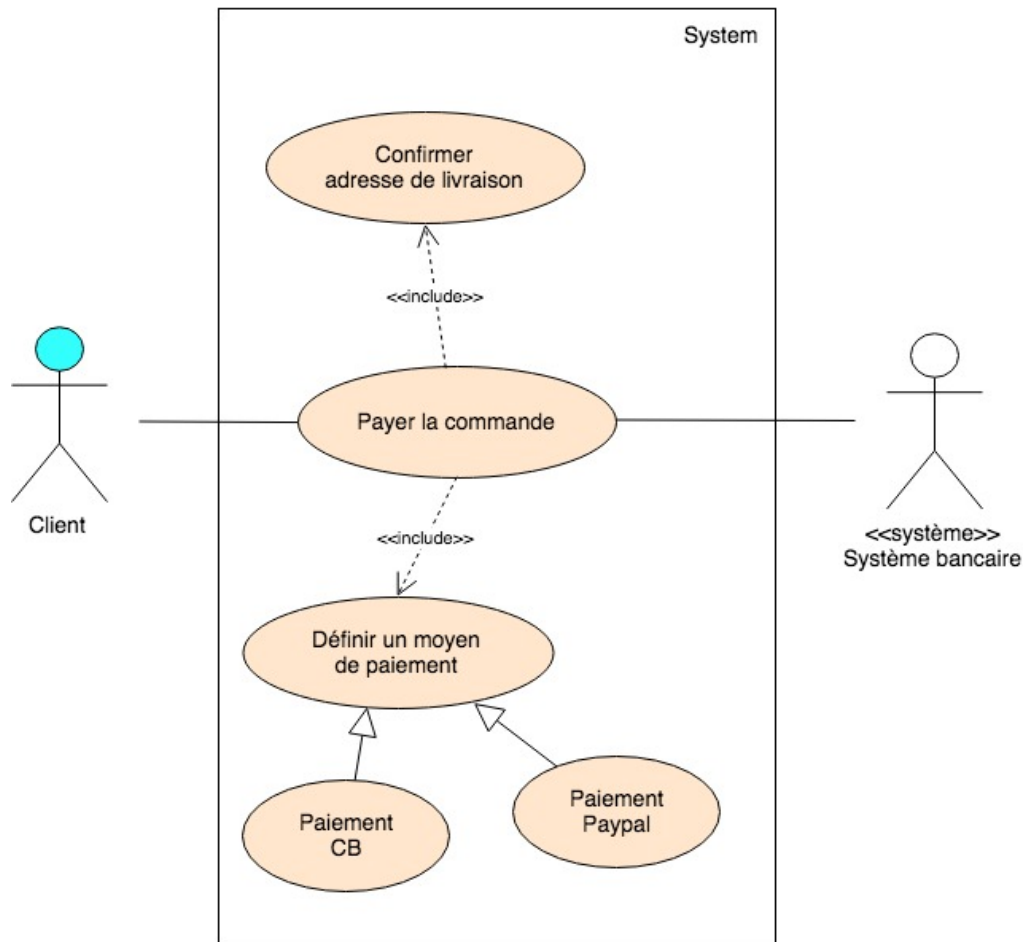 System
Confirmer
adresse de livraison
<<include>>
Payer la commande
Client
<<include>>
<<système>>
Système bancaire
Définir un moyen
de paiement
Paiement
CB
Paiement
Paypal